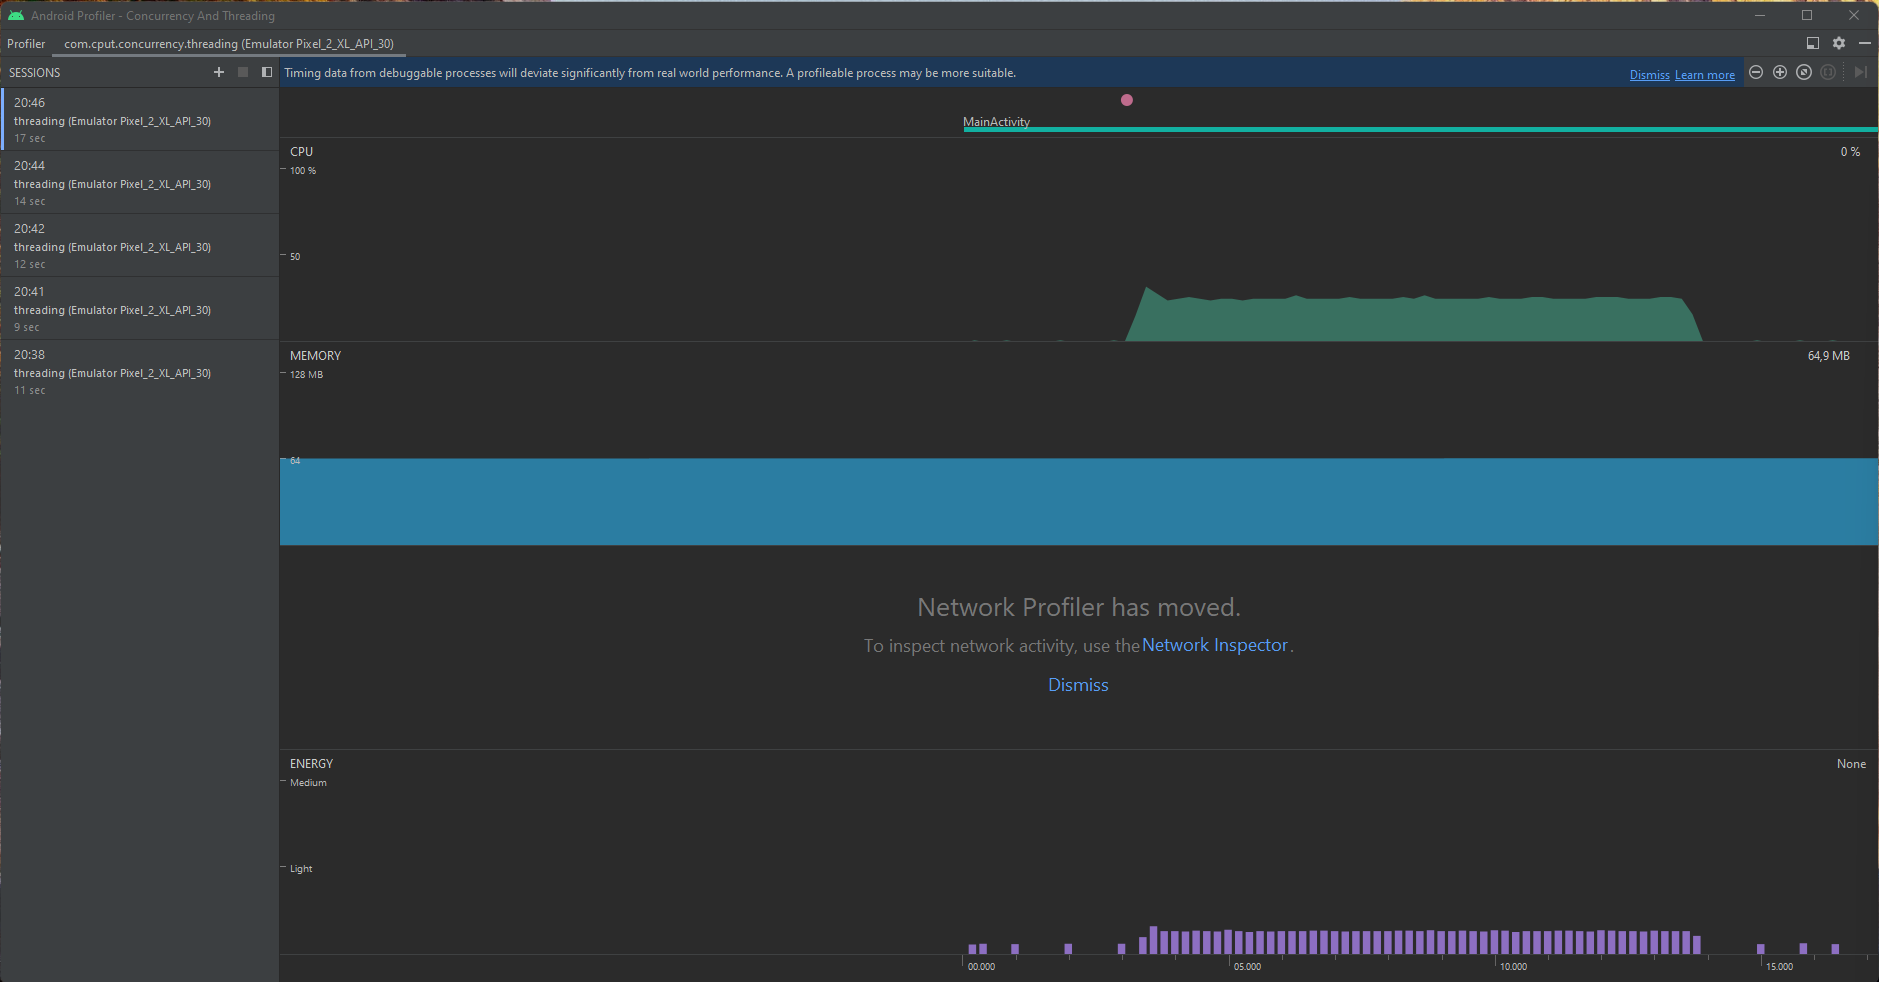 Android Profiler - Concurrency And Threading
Profiler com.cput.concurrency.threading (Emulator Pixel_2_XL_API_30)
SESSIONS
20:46
threading (Emulator Pixel_2_XL_API_30)
17 sec
20:44
threading (Emulator Pixel_2_XL_API_30)
14 sec
20:42
threading (Emulator Pixel_2_XL_API_30)
12 sec
20:41
threading (Emulator Pixel_2_XL_API_30)
9 sec
20:38
threading (Emulator Pixel_2_XL_API_30)
11 sec
Timing data from debuggable processes will deviate significantly from real world performance. A profileable process may be more suitable. Dismiss Learn more
MainActivity
CPU 0 %
100 %
50
MEMORY 64,9 MB
128 MB
64
Network Profiler has moved.
To inspect network activity, use the Network Inspector.
Dismiss
ENERGY None
Medium
Light
00.000 05.000 10.000 15.000